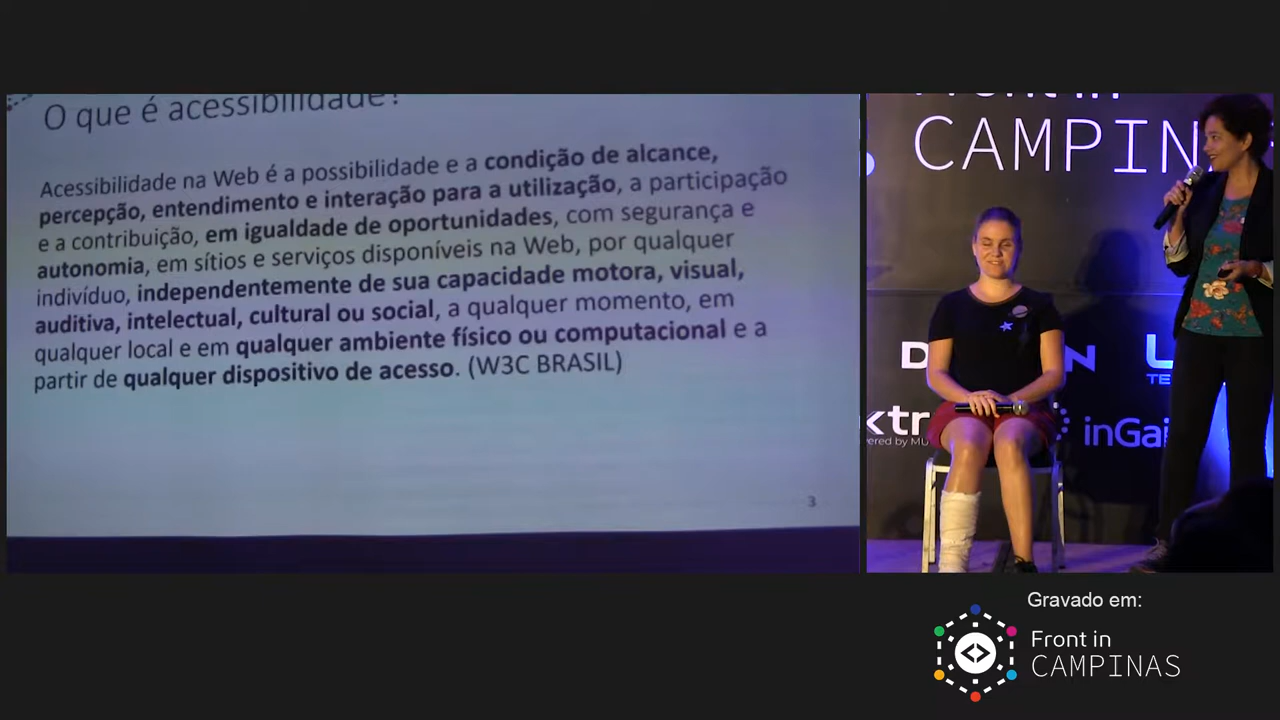 O que é acessibilidade?
Acessibilidade na Web é a possibilidade e a condição de alcance,
percepção, entendimento e interação para a utilização, a participação
e a contribuição, em igualdade de oportunidades, com segurança e
autonomia, em sítios e serviços disponíveis na Web, por qualquer
indivíduo, independentemente de sua capacidade motora, visual,
auditiva, intelectual, cultural ou social, a qualquer momento, em
qualquer local e em qualquer ambiente físico ou computacional e a
partir de qualquer dispositivo de acesso. (W3C BRASIL)
3
Front in
CAMPIN
inGai
Gravado em:
Front in
CAMPINAS